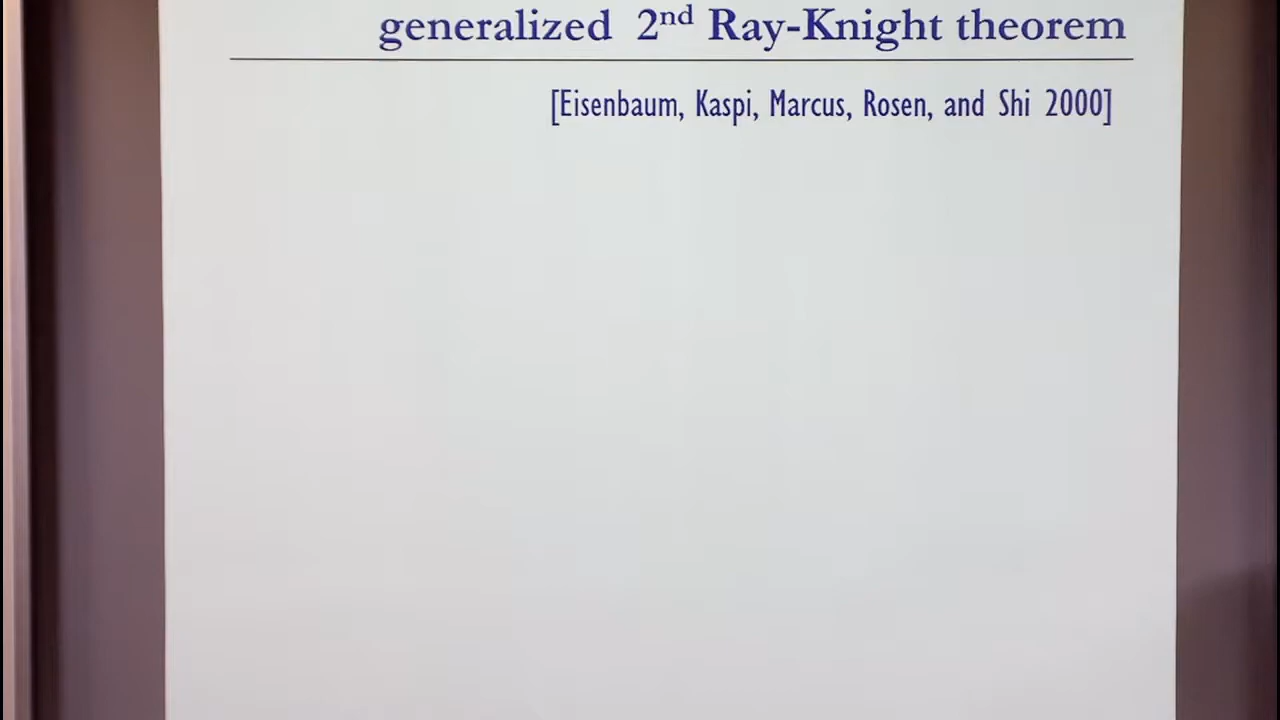 generalized 2nd Ray-Knight theorem
[Eisenbaum, Kaspi, Marcus, Rosen, and Shi 2000]